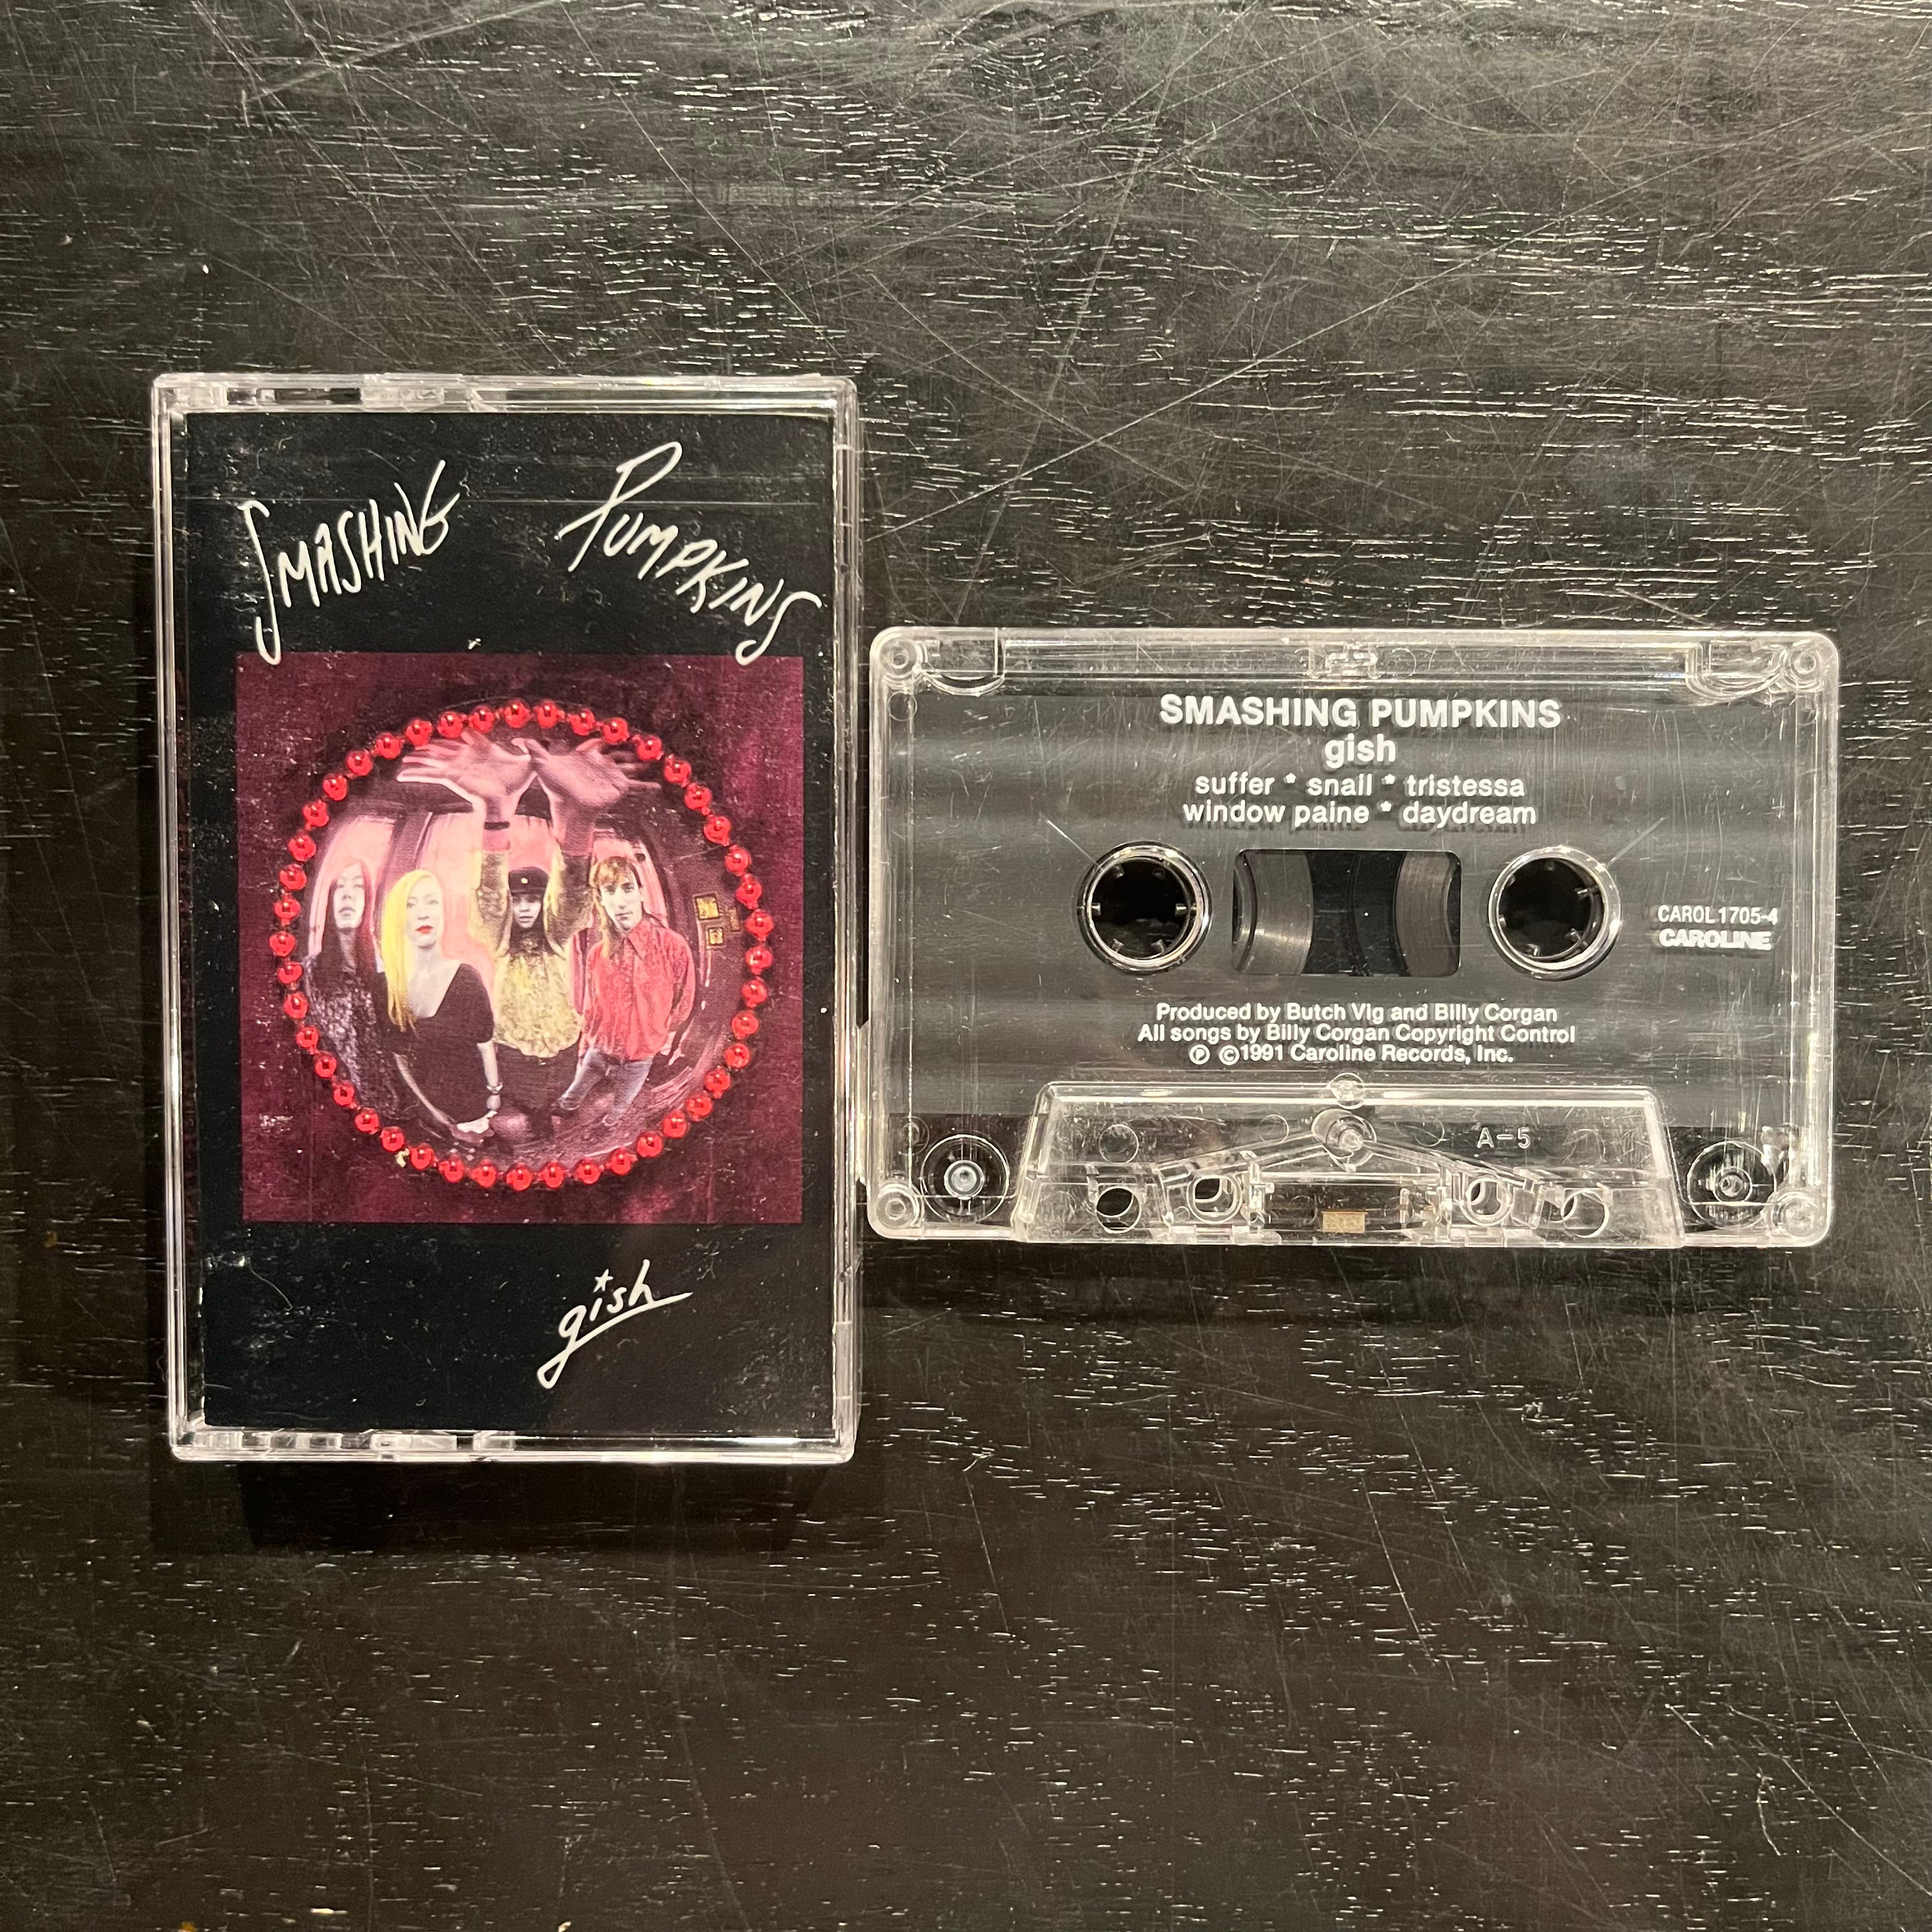 SMASHING PUMPKINS
gish
SMASHING PUMPKINS
gish
suffer * snail * tristessa
window paine * daydream
CAROL 1705-4
CAROLINE
Produced by Butch Vig and Billy Corgan
All songs by Billy Corgan Copyright Control
℗ ©1991 Caroline Records, Inc.
A-5